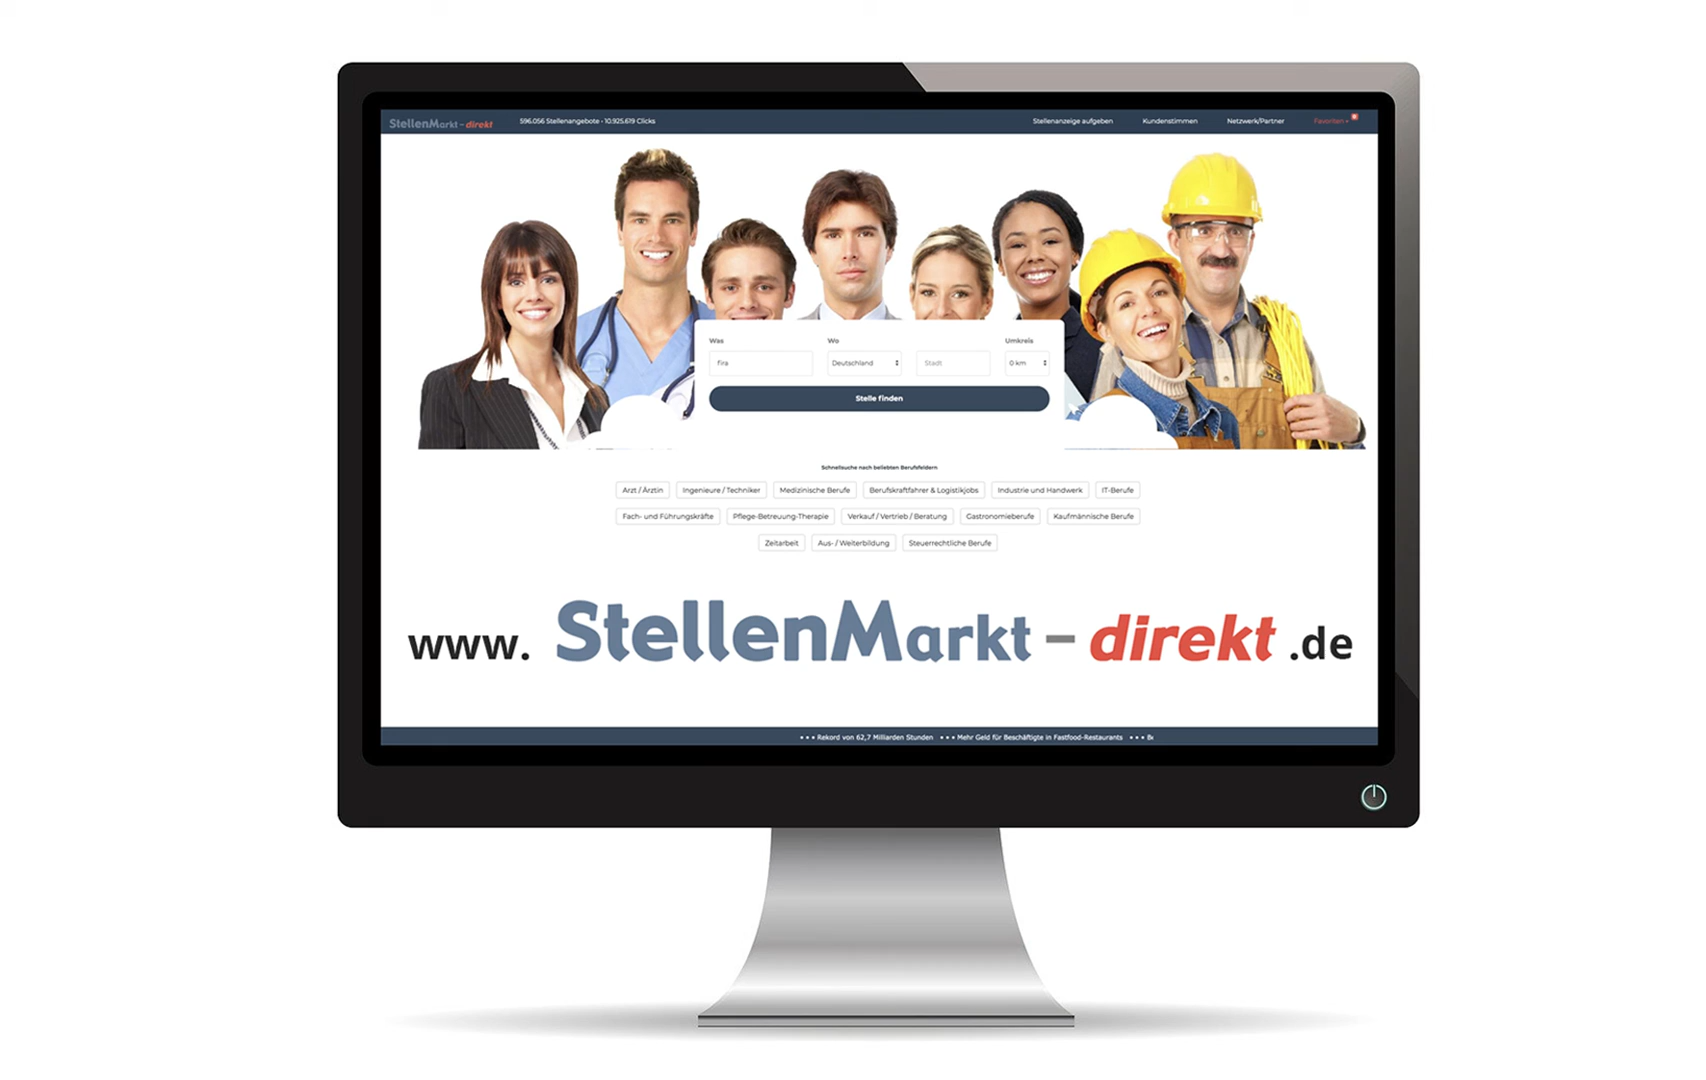 StellenMarkt - direkt 596.056 Stellenangebote - 10.925.619 Clicks Stellenanzeige aufgeben Kundenstimmen Netzwerk/Partner Favoriten
Was Wo Umkreis
fira Deutschland Stadt 0 km
Stelle finden
Schnellsuche nach beliebten Berufsfeldern
Arzt / Ärztin Ingenieure / Techniker Medizinische Berufe Berufskraftfahrer & Logistikjobs Industrie und Handwerk IT-Berufe
Fach- und Führungskräfte Pflege-Betreuung-Therapie Verkauf / Vertrieb / Beratung Gastronomieberufe Kaufmännische Berufe
Zeitarbeit Aus- / Weiterbildung Steuerrechtliche Berufe
www. StellenMarkt - direkt .de
• • • Rekord von 62,7 Milliarden Stunden • • • Mehr Geld für Beschäftigte in Fastfood-Restaurants • • •